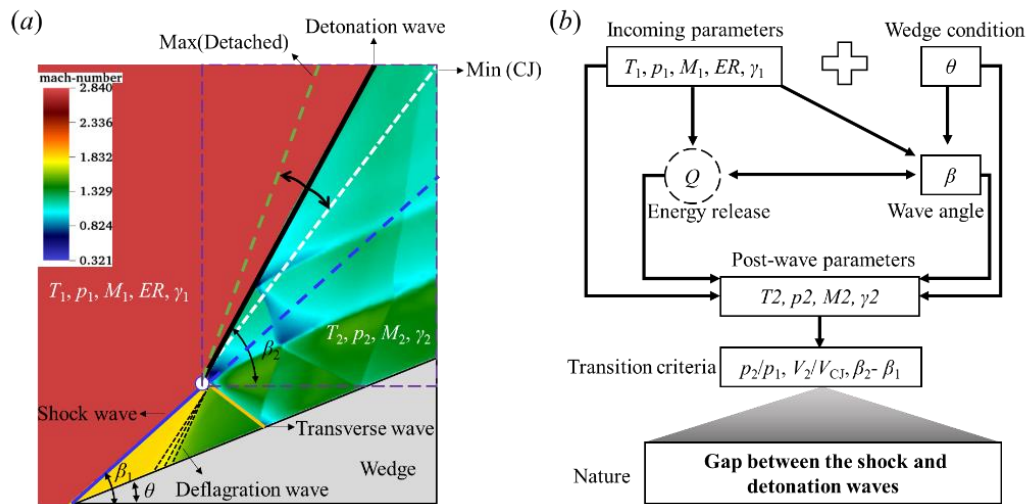 (a)
Detonation wave
Max(Detached)
Min (CJ)
mach-number
2.840
2.336
1.832
1.329
0.824
0.321
T₁, p₁, M₁, ER, γ₁
T₂, p₂, M₂, γ₂
β₂
Shock wave
Transverse wave
β₁
θ
Deflagration wave
Wedge
(b)
Incoming parameters
Wedge condition
T₁, p₁, M₁, ER, γ₁
θ
Q
β
Energy release
Wave angle
Post-wave parameters
T2, p2, M2, γ2
Transition criteria
p₂/p₁, V₂/V_CJ, β₂- β₁
Nature
Gap between the shock and
detonation waves